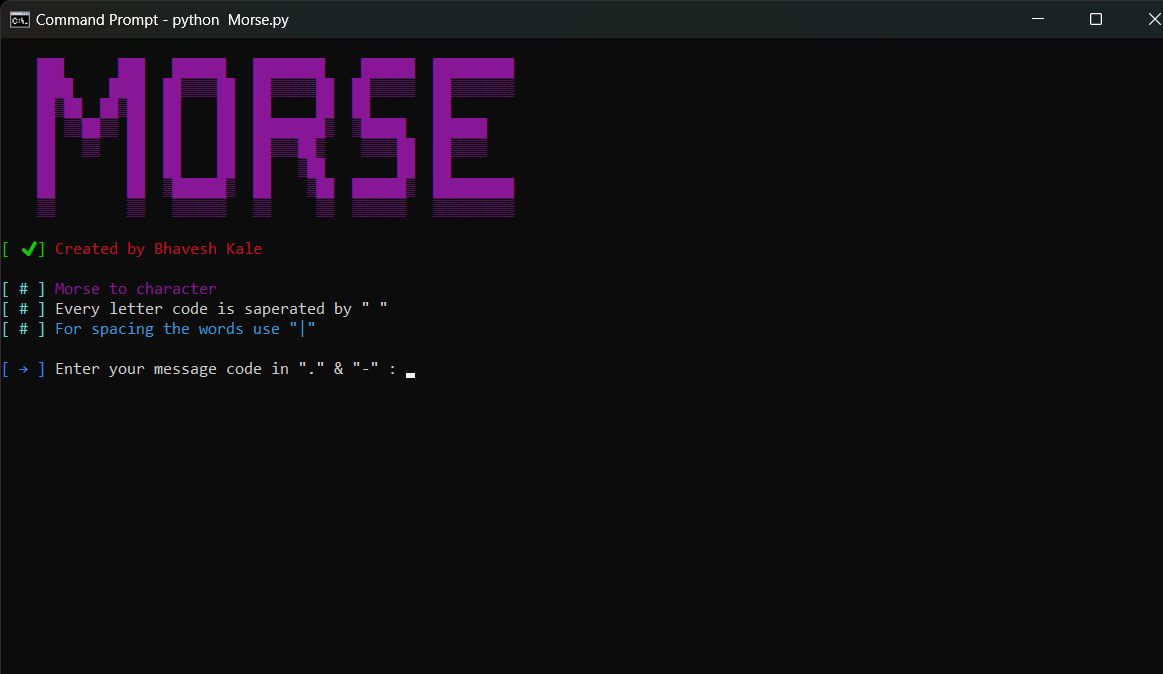 Command Prompt - python  Morse.py
MORSE
[ ✔] Created by Bhavesh Kale
[ # ] Morse to character
[ # ] Every letter code is saperated by " "
[ # ] For spacing the words use "|"
[ → ] Enter your message code in "." & "-" :